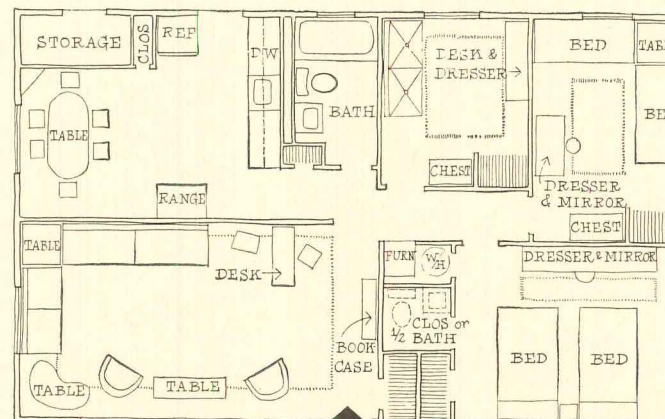 STORAGE
CLOS
REF
DW
BATH
DESK &
DRESSER
BED
TABLE
RANGE
CHEST
DRESSER
& MIRROR
CHEST
TABLE
DESK
FURN
W/H
DRESSER & MIRROR
1/2
CLOS or
BATH
BOOK
CASE
BED
BED
TABLE
TABLE